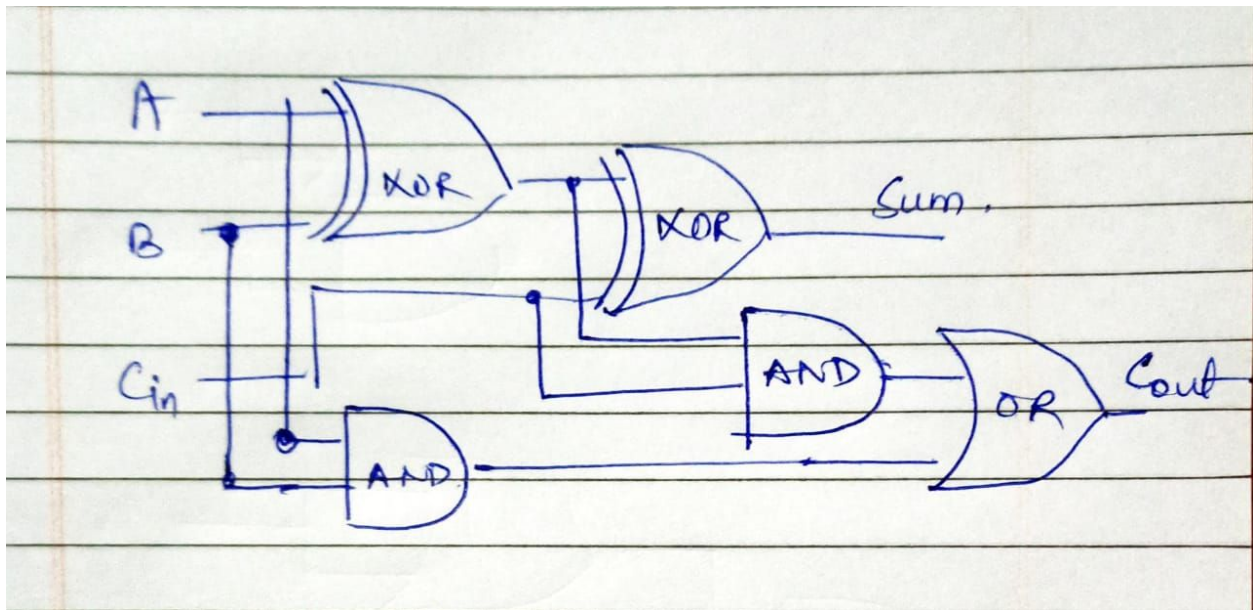 A
XOR
Sum.
XOR
B
Cin
AND
OR
Cout
AND